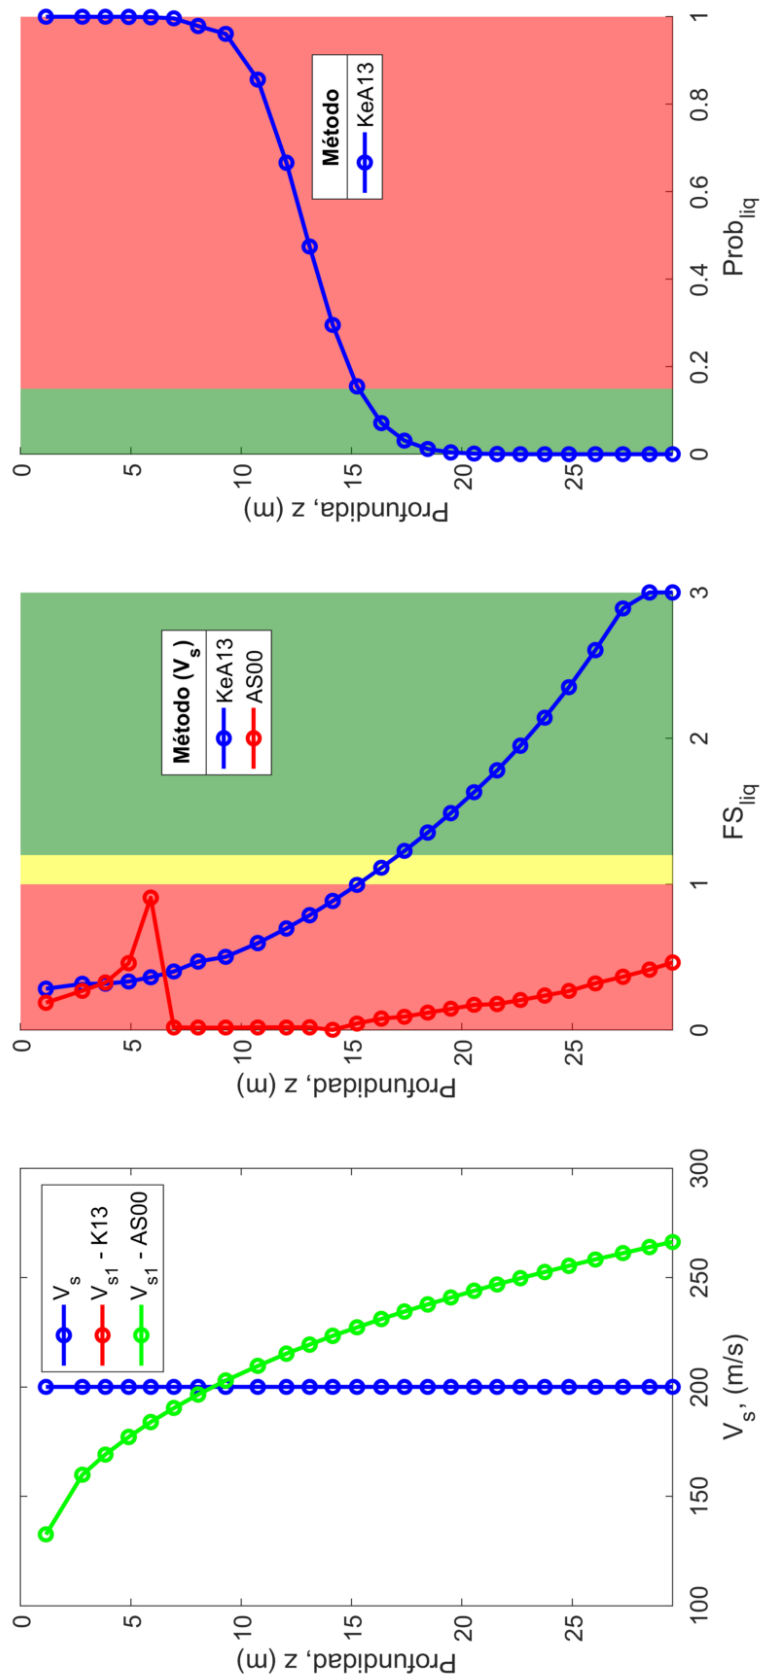 V_s
V_s1 - K13
V_s1 - AS00
0
5
10
15
20
25
Profundidad, z (m)
100
150
200
250
300
V_s, (m/s)
Método (V_s)
KeA13
AS00
0
5
10
15
20
25
Profundidad, z (m)
0
1
2
3
FS_liq
Método
KeA13
0
5
10
15
20
25
Profundida, z (m)
0
0.2
0.4
0.6
0.8
1
Prob_liq